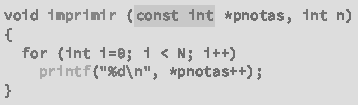 void imprimir (const int *pnotas, int n)
{
for (int i=0; i < N; i++)
printf("%d\n", *pnotas++);
}